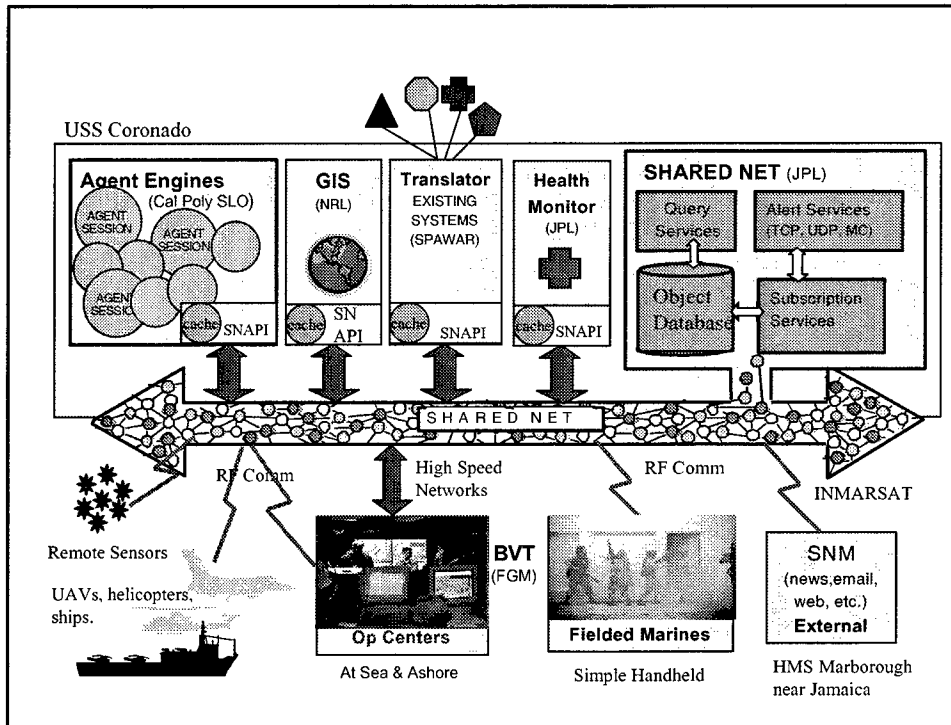 USS Coronado
Agent Engines
(Cal Poly SLO)
AGENT
SESSION
AGENT
SESSION
AGENT
SESSION
cache
SNAPI
GIS
(NRL)
cache
SN
API
Translator
EXISTING
SYSTEMS
(SPAWAR)
cache
SNAPI
Health
Monitor
(JPL)
cache
SNAPI
SHARED NET (JPL)
Query
Services
Alert Services
(TCP, UDP, MC)
Object
Database
Subscription
Services
SHARED NET
RF Comm
High Speed
Networks
RF Comm
INMARSAT
Remote Sensors
UAVs, helicopters,
ships.
BVT
(FGM)
Op Centers
At Sea & Ashore
Fielded Marines
Simple Handheld
SNM
(news,email,
web, etc.)
External
HMS Marborough
near Jamaica